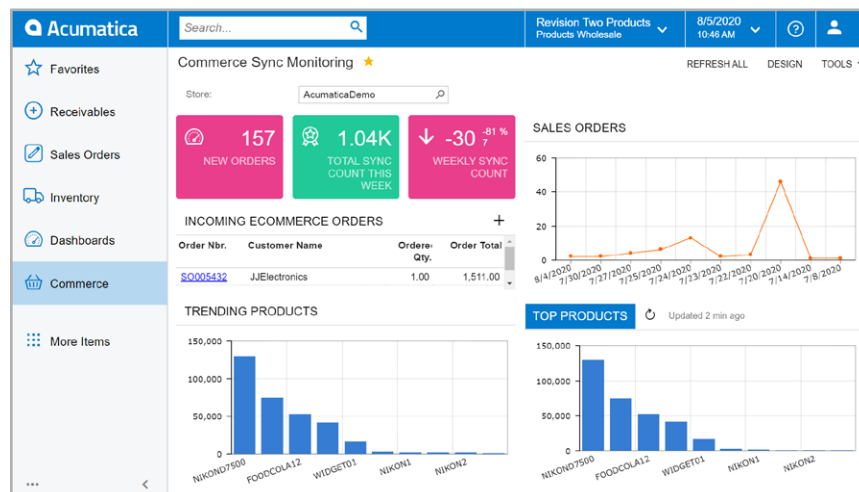 Acumatica
Search...
Revision Two Products
Products Wholesale
8/5/2020
10:46 AM
Favorites
Receivables
Sales Orders
Inventory
Dashboards
Commerce
More Items
Commerce Sync Monitoring
REFRESH ALL DESIGN TOOLS
Store: AcumaticaDemo
157
NEW ORDERS
1.04K
TOTAL SYNC
COUNT THIS
WEEK
-30 -81 %
7
WEEKLY SYNC
COUNT
INCOMING ECOMMERCE ORDERS
Order Nbr. Customer Name Ordere Qty. Order Total
SO005432 JJElectronics 1.00 1,511.00
SALES ORDERS
60
40
20
0
8/4/2020 7/30/2020 7/27/2020 7/25/2020 7/24/2020 7/23/2020 7/22/2020 7/20/2020 7/14/2020 7/8/2020
TRENDING PRODUCTS
150,000
100,000
50,000
0
NIKOND7500 FOODCOLA12 WIDGET01 NIKON1 NIKON2
TOP PRODUCTS Updated 2 min ago
150,000
100,000
50,000
0
NIKOND7500 FOODCOLA12 WIDGET01 NIKON1 NIKON2